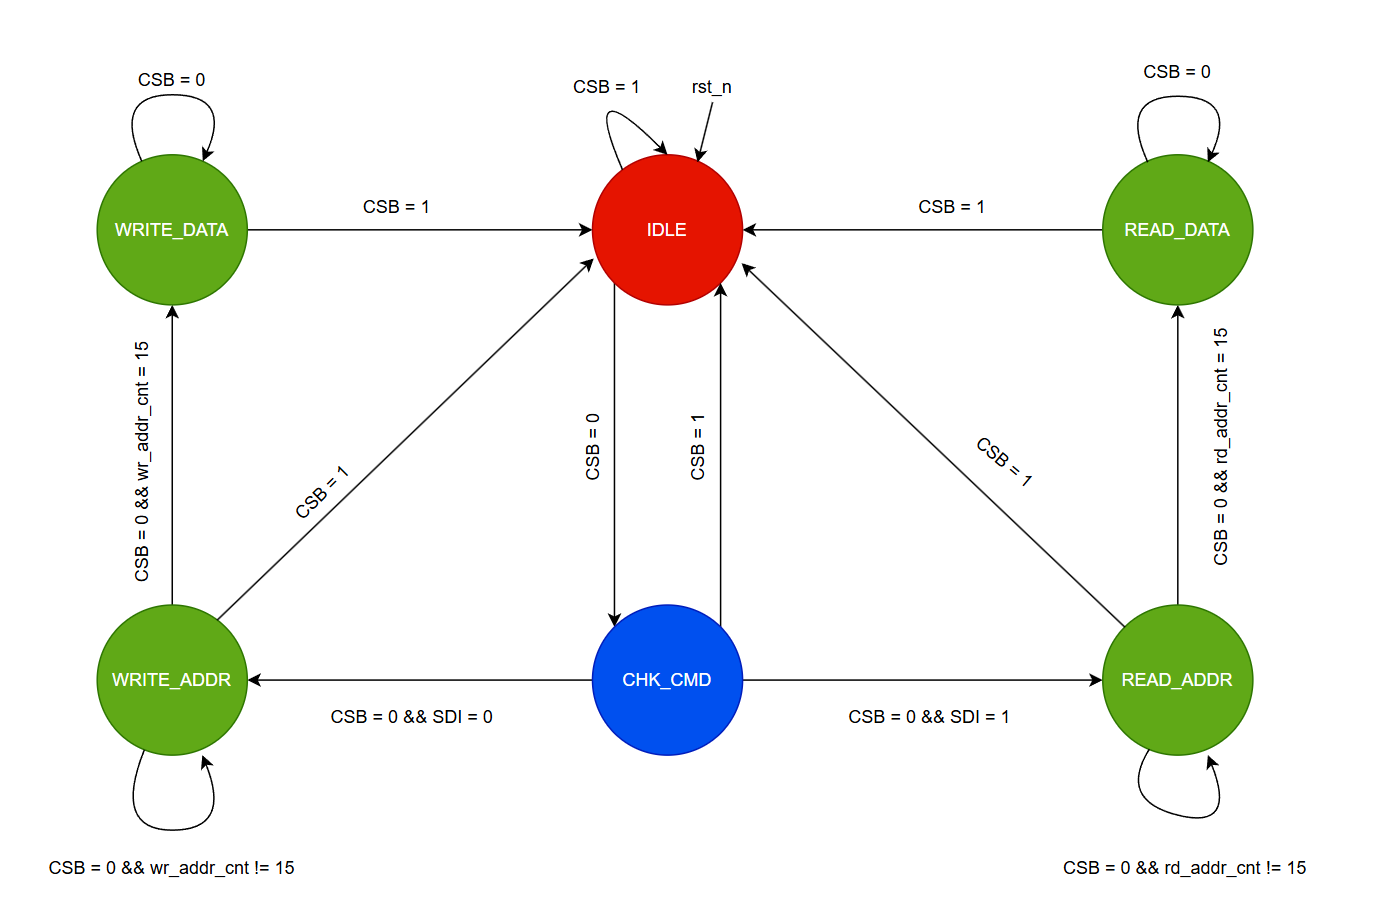 CSB = 0
CSB = 1
rst_n
CSB = 0
WRITE_DATA
CSB = 1
IDLE
CSB = 1
READ_DATA
CSB = 0 && wr_addr_cnt = 15
CSB = 1
CSB = 0
CSB = 1
CSB = 1
CSB = 0 && rd_addr_cnt = 15
WRITE_ADDR
CSB = 0 && SDI = 0
CHK_CMD
CSB = 0 && SDI = 1
READ_ADDR
CSB = 0 && wr_addr_cnt != 15
CSB = 0 && rd_addr_cnt != 15